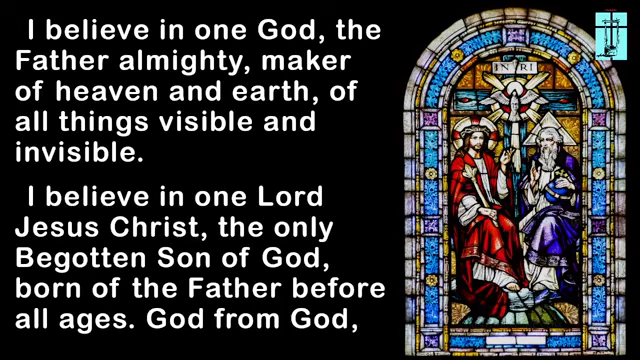 I believe in one God, the
Father almighty, maker
of heaven and earth, of
all things visible and
invisible.
I believe in one Lord
Jesus Christ, the only
Begotten Son of God,
born of the Father before
all ages. God from God,
INRI